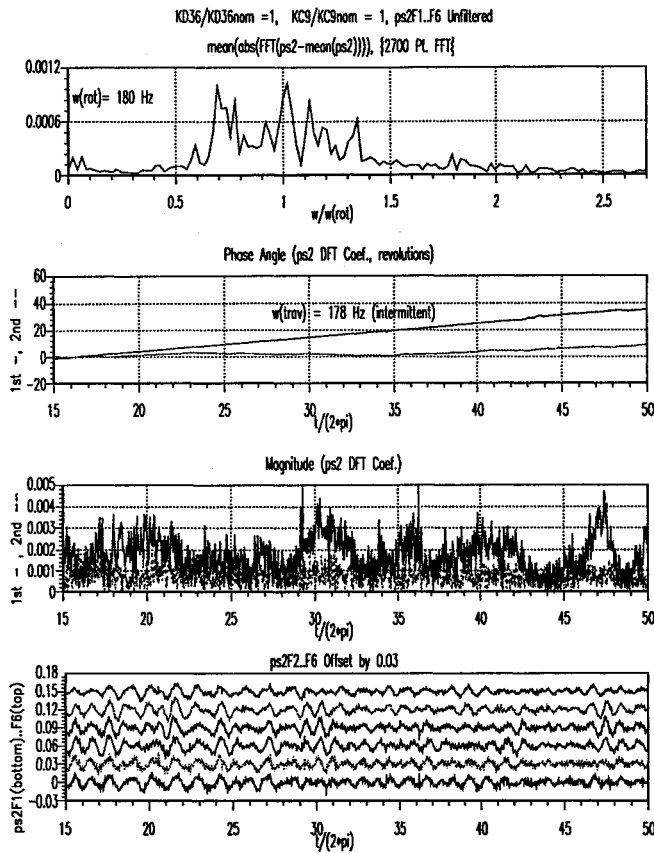 KD36/KD36nom =1, KC9/KC9nom = 1, ps2F1..F6 Unfiltered
mean(abs(FFT(ps2-mean(ps2)))), {2700 Pt. FFT}
0.0012
0.0006
0
w(rot)= 180 Hz
0 0.5 1 1.5 2 2.5
w/w(rot)
Phase Angle (ps2 DFT Coef., revolutions)
1st -, 2nd --
60
40
20
0
-20
w(trav) = 178 Hz (intermittent)
15 20 25 30 35 40 45 50
t/(2*pi)
Magnitude (ps2 DFT Coef.)
1st -, 2nd --
0.005
0.004
0.003
0.002
0.001
0
15 20 25 30 35 40 45 50
t/(2*pi)
ps2F2..F6 Offset by 0.03
ps2F1(bottom)..F6(top)
0.18
0.15
0.12
0.09
0.06
0.03
0
-0.03
15 20 25 30 35 40 45 50
t/(2*pi)